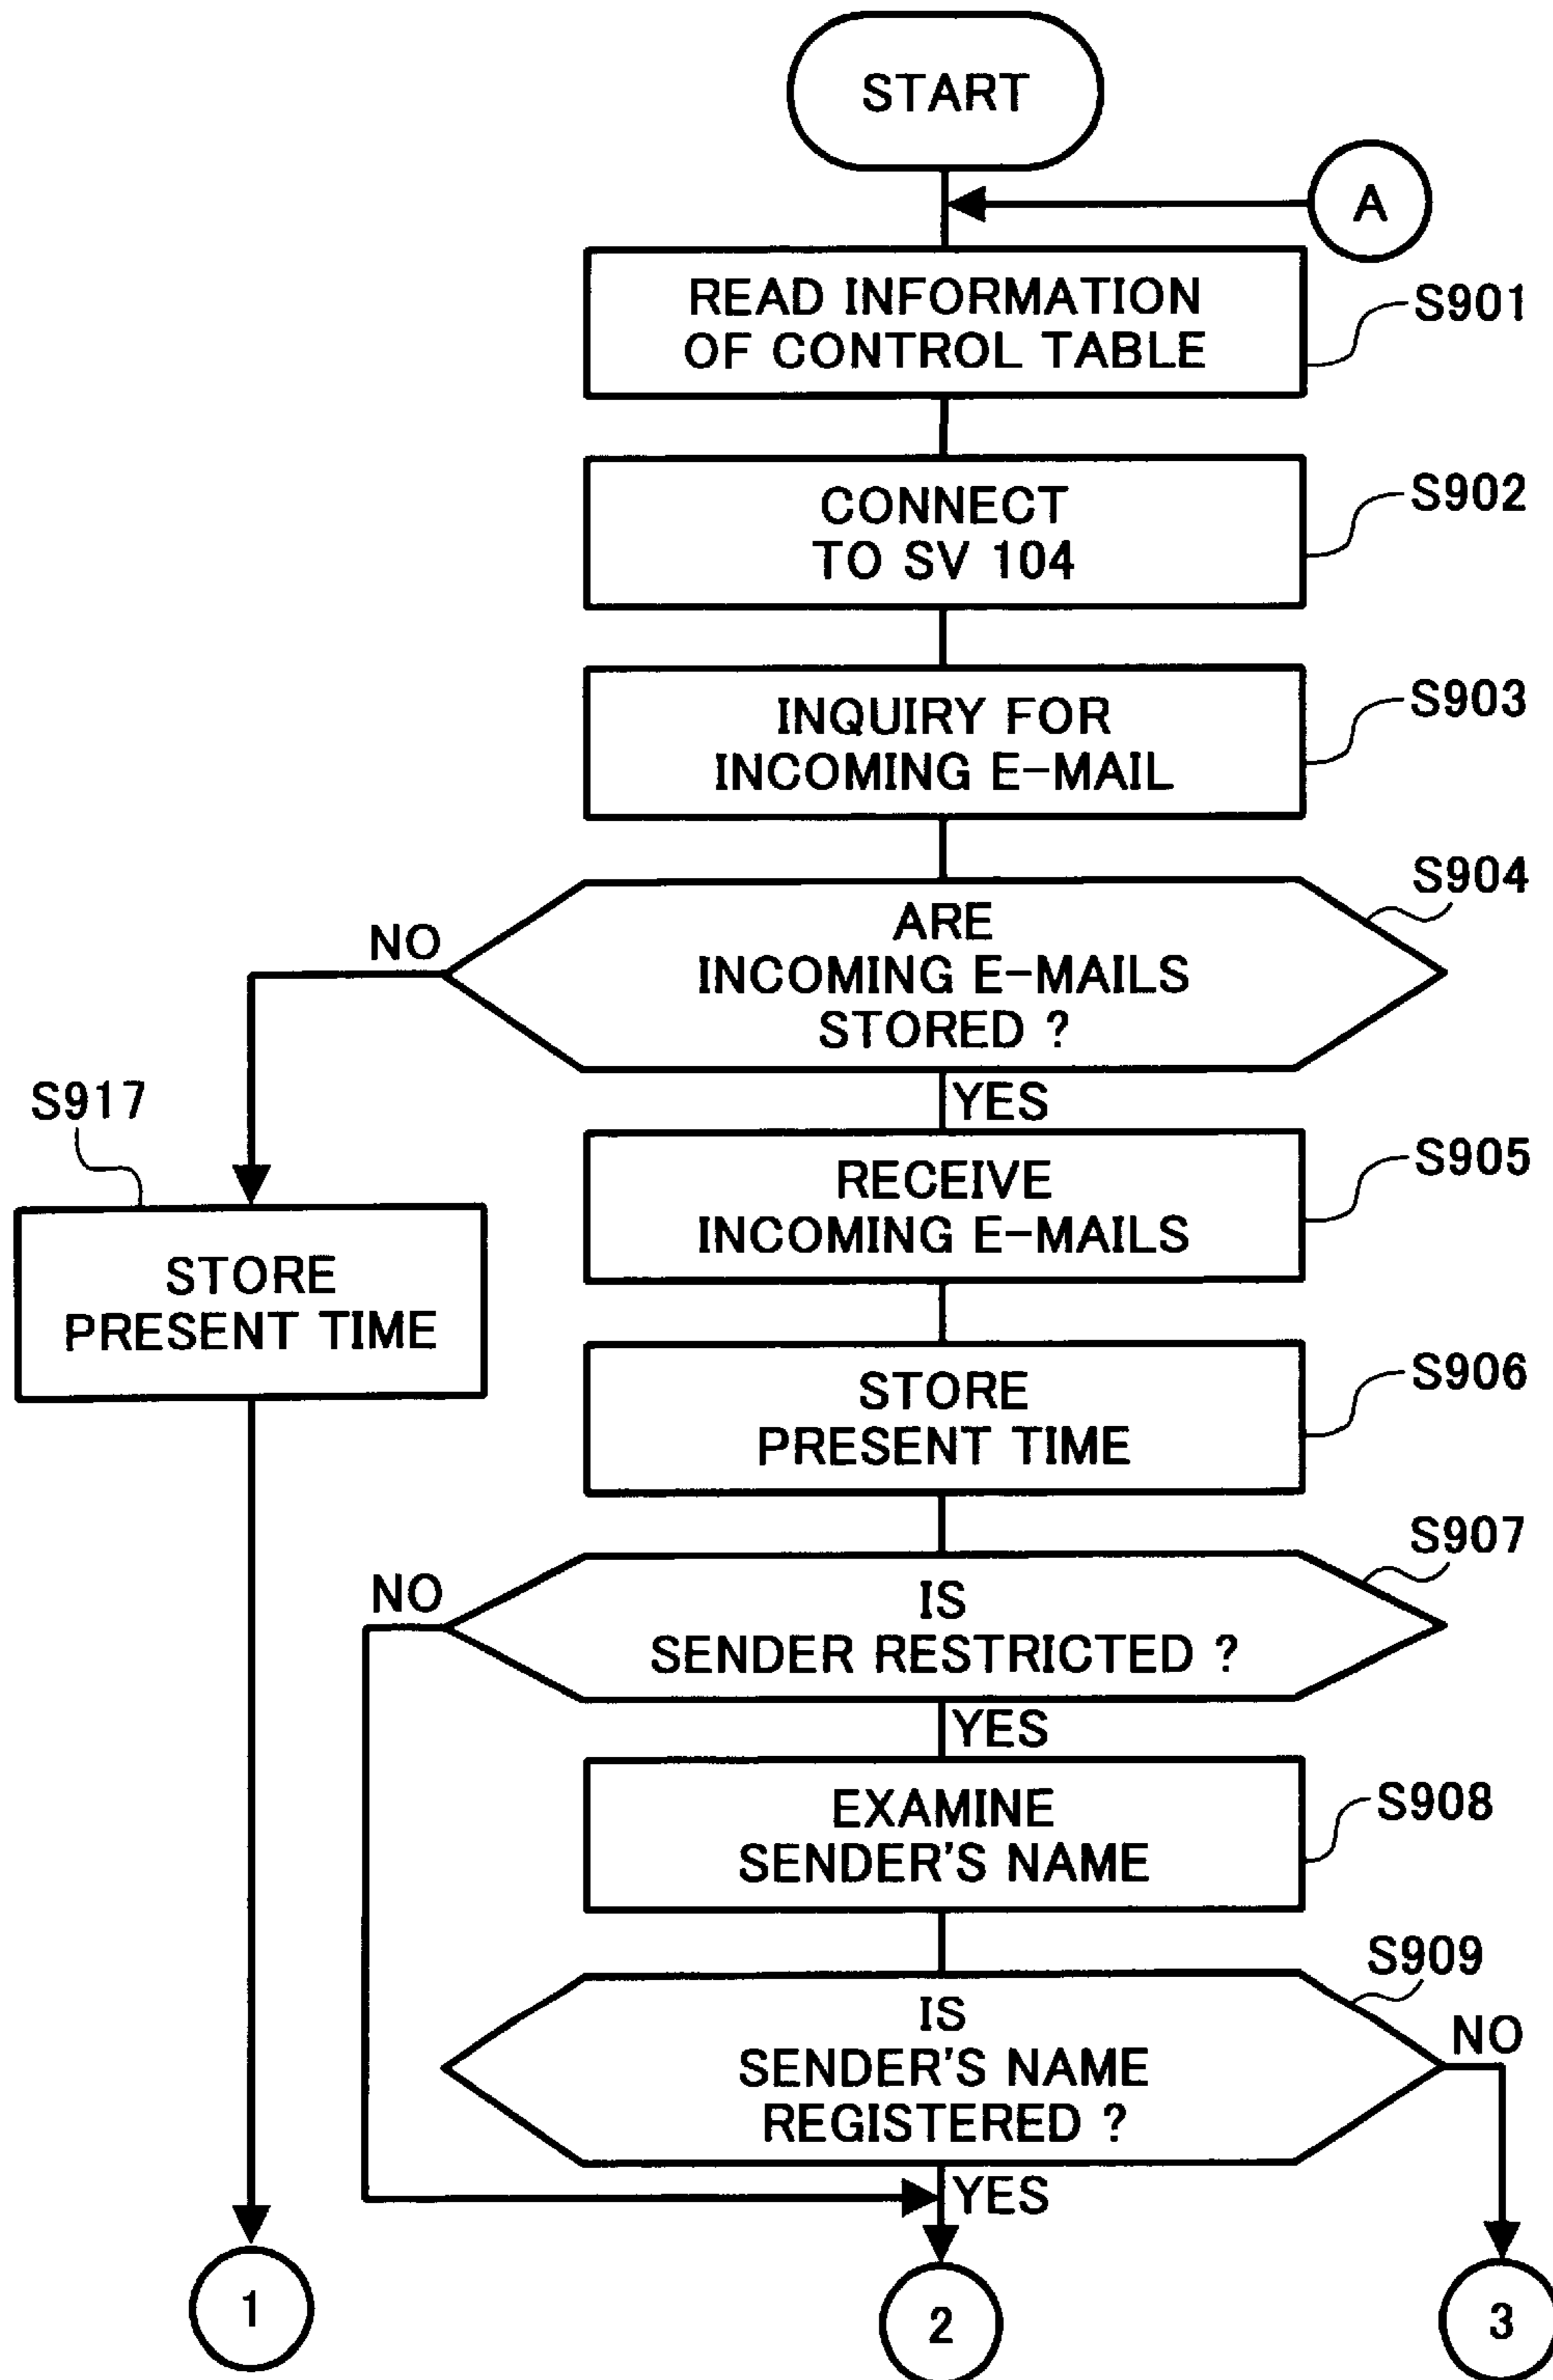 START
A
READ INFORMATION
OF CONTROL TABLE
S901
CONNECT
TO SV 104
S902
INQUIRY FOR
INCOMING E-MAIL
S903
S904
ARE
INCOMING E-MAILS
STORED ?
NO
YES
S917
STORE
PRESENT TIME
RECEIVE
INCOMING E-MAILS
S905
STORE
PRESENT TIME
S906
S907
IS
SENDER RESTRICTED ?
NO
YES
EXAMINE
SENDER'S NAME
S908
S909
IS
SENDER'S NAME
REGISTERED ?
NO
YES
1
2
3